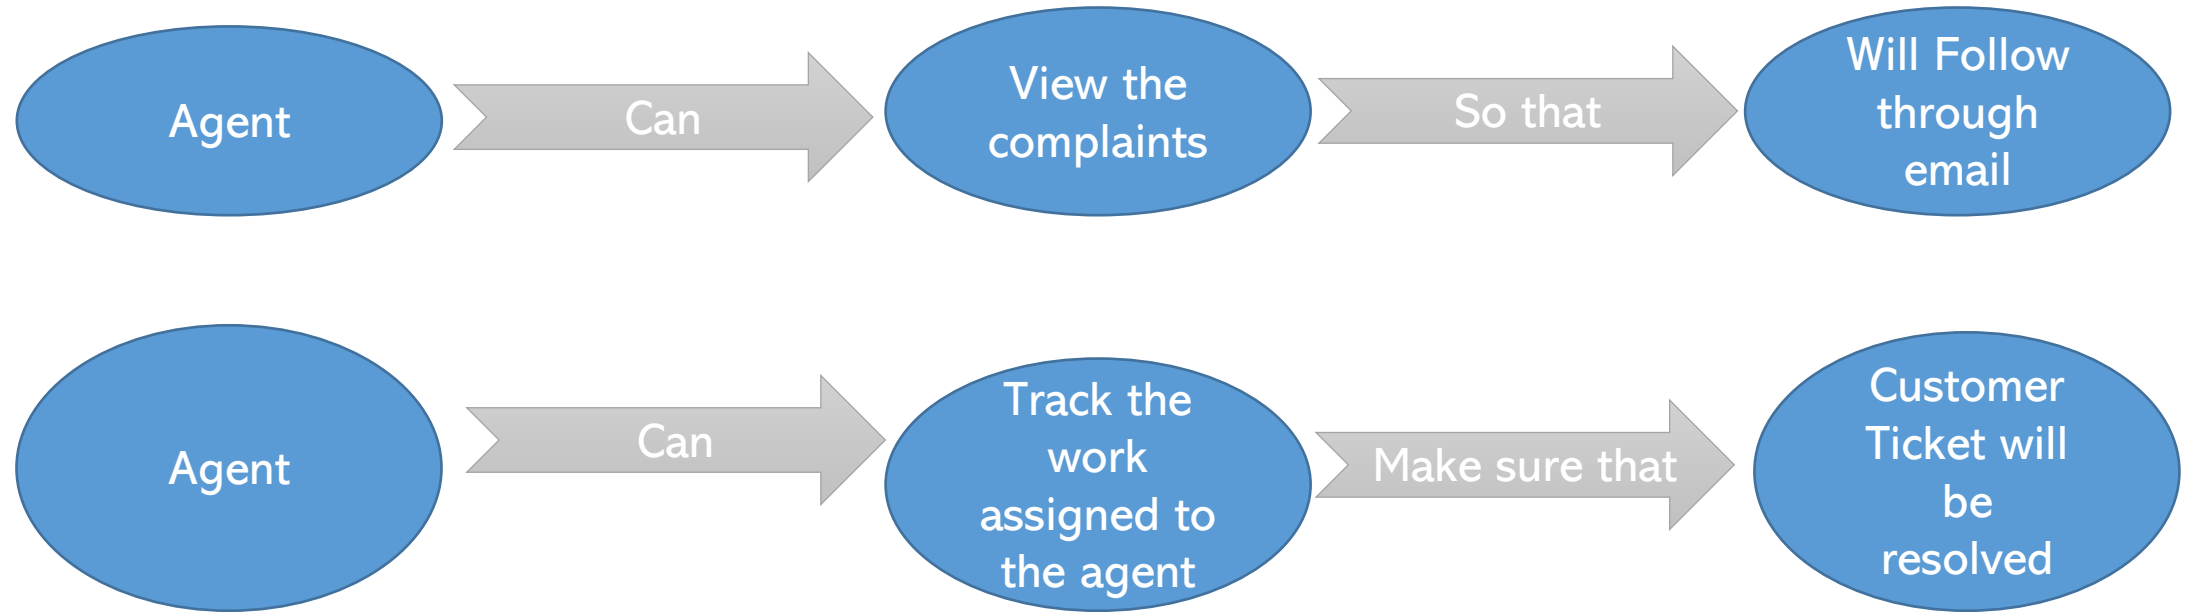 Agent
Can
View the
complaints
So that
Will Follow
through
email
Agent
Can
Track the
work
assigned to
the agent
Make sure that
Customer
Ticket will
be
resolved